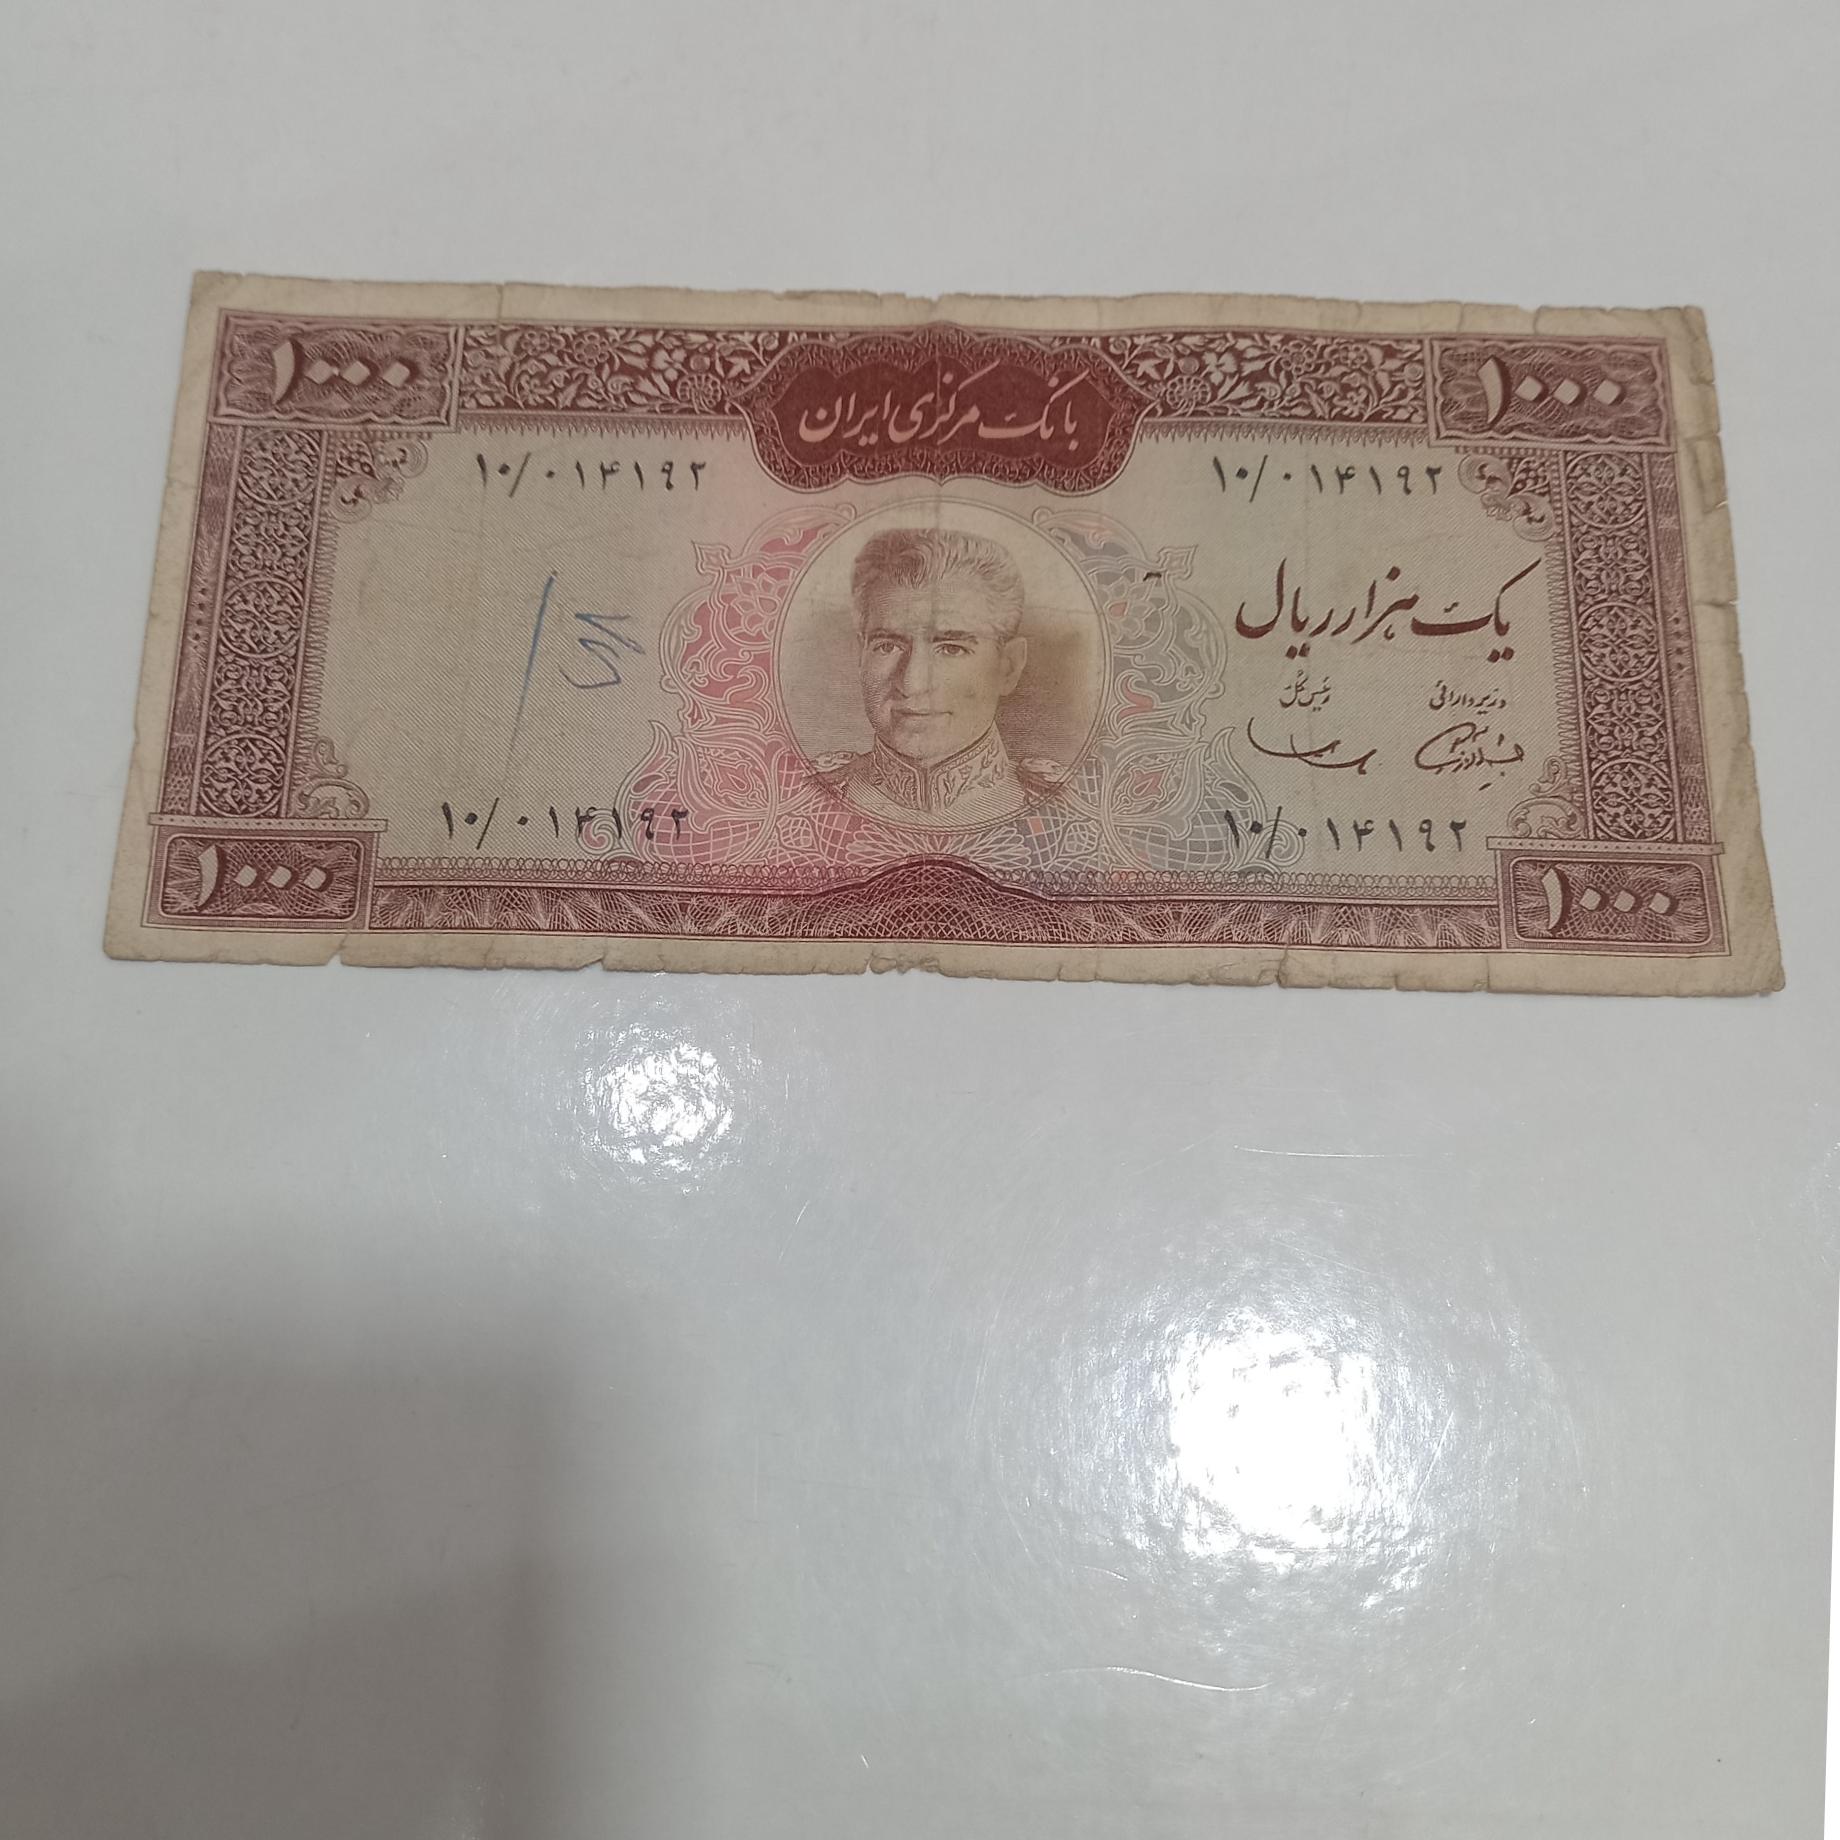 ۱۰۰۰ ۱۰۰۰
بانک مرکزی ایران
۱۰/۰۱۴۱۹۲ ۱۰/۰۱۴۱۹۲
یک هزار ریال
وزیر دارائی رئیس کل
۱۰/۰۱۴۱۹۲ ۱۰/۰۱۴۱۹۲
۱۰۰۰ ۱۰۰۰